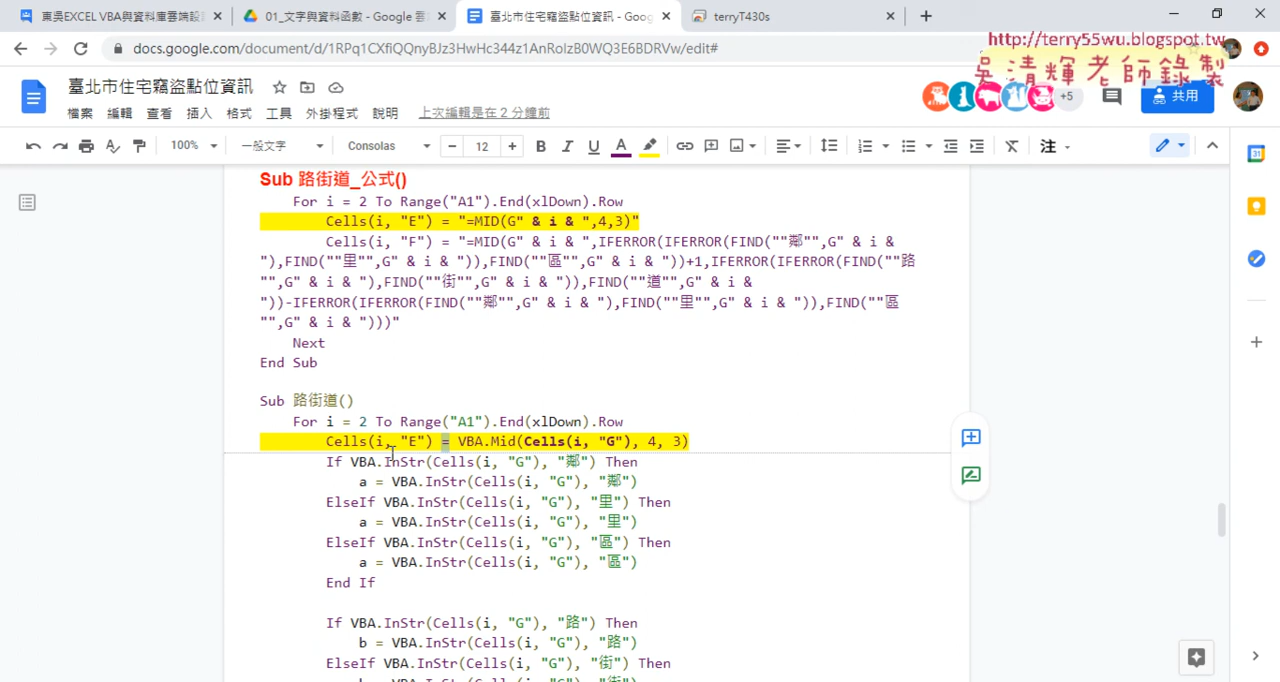 東吳EXCEL VBA與資料庫雲端設計
01_文字與資料函數 - Google 雲
臺北市住宅竊盜點位資訊 - Goog
terryT430s
docs.google.com/document/d/1RPq1CXfiQQnyBJz3HwHc344z1AnRolzB0WQ3E6BDRVw/edit#
http://terry55wu.blogspot.tw
吳清輝老師錄製
臺北市住宅竊盜點位資訊
檔案 編輯 查看 插入 格式 工具 外掛程式 說明 上次編輯是在 2 分鐘前
+5
共用
100% 一般文字 Consolas 12 B I U A 注
Sub 路街道_公式()
For i = 2 To Range("A1").End(xlDown).Row
Cells(i, "E") = "=MID(G" & i & ",4,3)"
Cells(i, "F") = "=MID(G" & i & ",IFERROR(IFERROR(FIND(""鄰"",G" & i &
"),FIND(""里"",G" & i & ")),FIND(""區"",G" & i & "))+1,IFERROR(IFERROR(FIND(""路
"",G" & i & "),FIND(""街"",G" & i & ")),FIND(""道"",G" & i &
"))-IFERROR(IFERROR(FIND(""鄰"",G" & i & "),FIND(""里"",G" & i & ")),FIND(""區
"",G" & i & ")))"
Next
End Sub
Sub 路街道()
For i = 2 To Range("A1").End(xlDown).Row
Cells(i, "E") = VBA.Mid(Cells(i, "G"), 4, 3)
If VBA.InStr(Cells(i, "G"), "鄰") Then
a = VBA.InStr(Cells(i, "G"), "鄰")
ElseIf VBA.InStr(Cells(i, "G"), "里") Then
a = VBA.InStr(Cells(i, "G"), "里")
ElseIf VBA.InStr(Cells(i, "G"), "區") Then
a = VBA.InStr(Cells(i, "G"), "區")
End If
If VBA.InStr(Cells(i, "G"), "路") Then
b = VBA.InStr(Cells(i, "G"), "路")
ElseIf VBA.InStr(Cells(i, "G"), "街") Then